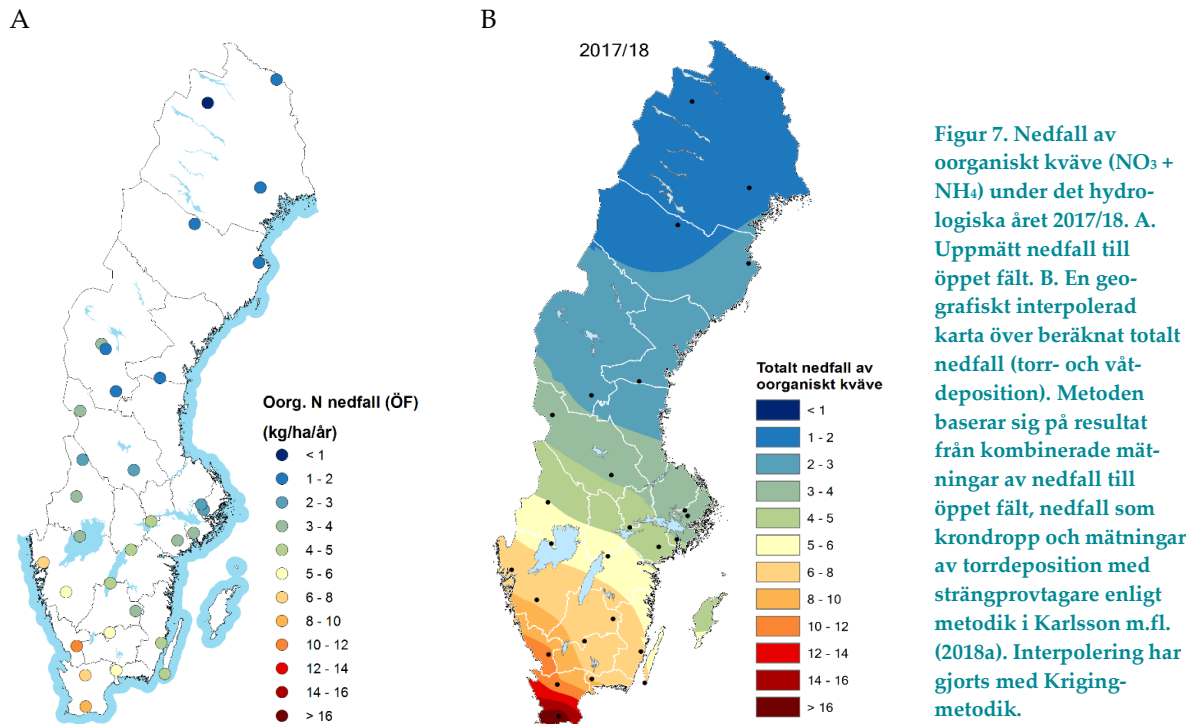 A
B
2017/18
Oorg. N nedfall (ÖF)
(kg/ha/år)
< 1
1 - 2
2 - 3
3 - 4
4 - 5
5 - 6
6 - 8
8 - 10
10 - 12
12 - 14
14 - 16
> 16
Totalt nedfall av
oorganiskt kväve
< 1
1 - 2
2 - 3
3 - 4
4 - 5
5 - 6
6 - 8
8 - 10
10 - 12
12 - 14
14 - 16
> 16
Figur 7. Nedfall av
oorganiskt kväve (NO₃ +
NH₄) under det hydro-
logiska året 2017/18. A.
Uppmätt nedfall till
öppet fält. B. En geo-
grafiskt interpolerad
karta över beräknat totalt
nedfall (torr- och våt-
deposition). Metoden
baserar sig på resultat
från kombinerade mät-
ningar av nedfall till
öppet fält, nedfall som
krondropp och mätningar
av torrdeposition med
strängprovtagare enligt
metodik i Karlsson m.fl.
(2018a). Interpolering har
gjorts med Kriging-
metodik.